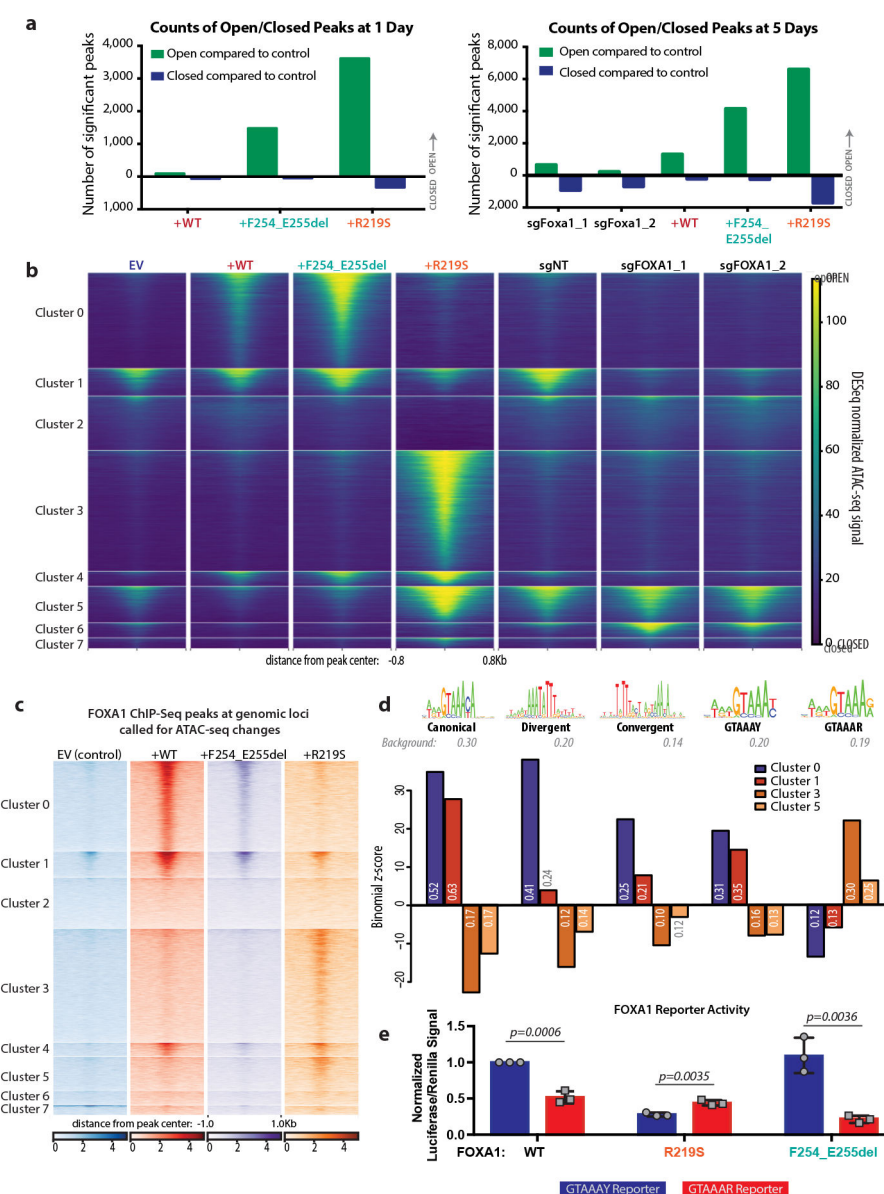 a
Counts of Open/Closed Peaks at 1 Day
Number of significant peaks
4,000
3,000
2,000
1,000
0
1,000
Open compared to control
Closed compared to control
CLOSED OPEN
+WT
+F254_E255del
+R219S
Counts of Open/Closed Peaks at 5 Days
Number of significant peaks
8,000
6,000
4,000
2,000
0
2,000
Open compared to control
Closed compared to control
CLOSED OPEN
sgFoxa1_1
sgFoxa1_2
+WT
+F254_
E255del
+R219S
b
EV
+WT
+F254_E255del
+R219S
sgNT
sgFOXA1_1
sgFOXA1_2
Cluster 0
Cluster 1
Cluster 2
Cluster 3
Cluster 4
Cluster 5
Cluster 6
Cluster 7
distance from peak center: -0.8 0.8Kb
open
OPEN
100
80
60
40
20
0
CLOSED
closed
DESeq normalized ATAC-seq signal
c
FOXA1 ChIP-Seq peaks at genomic loci
called for ATAC-seq changes
EV (control)
+WT
+F254_E255del
+R219S
Cluster 0
Cluster 1
Cluster 2
Cluster 3
Cluster 4
Cluster 5
Cluster 6
Cluster 7
distance from peak center: -1.0 1.0Kb
0 2 4
0 2 4
0 2 4
0 2 4
d
Canonical
Divergent
Convergent
GTAAAY
GTAAAR
Background: 0.30 0.20 0.14 0.20 0.19
Binomial z-score
30
20
10
0
−10
−20
Cluster 0
Cluster 1
Cluster 3
Cluster 5
0.52 0.63 0.17 0.17
0.41 0.24 0.12 0.14
0.25 0.21 0.10 0.12
0.31 0.35 0.16 0.13
0.12 0.13 0.30 0.25
e
FOXA1 Reporter Activity
Normalized
Luciferase/Renilla Signal
1.5
1.0
0.5
0.0
p=0.0006
p=0.0035
p=0.0036
FOXA1: WT R219S F254_E255del
GTAAAY Reporter
GTAAAR Reporter